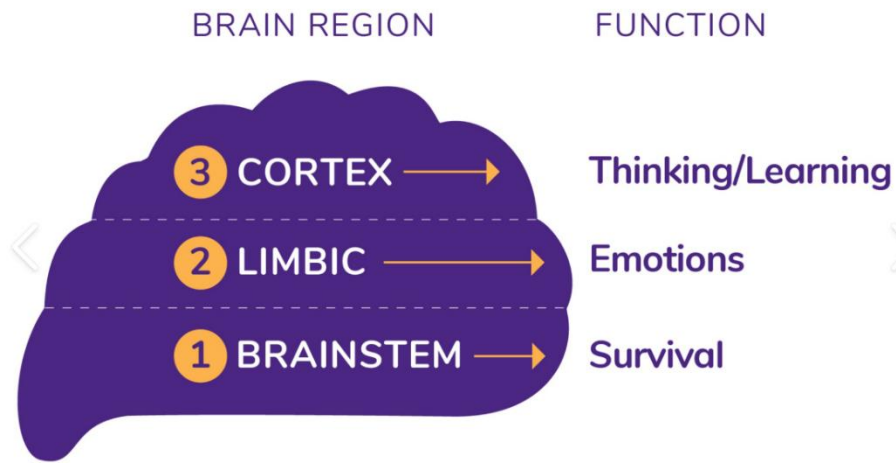 BRAIN REGION FUNCTION
3 CORTEX Thinking/Learning
2 LIMBIC Emotions
1 BRAINSTEM Survival